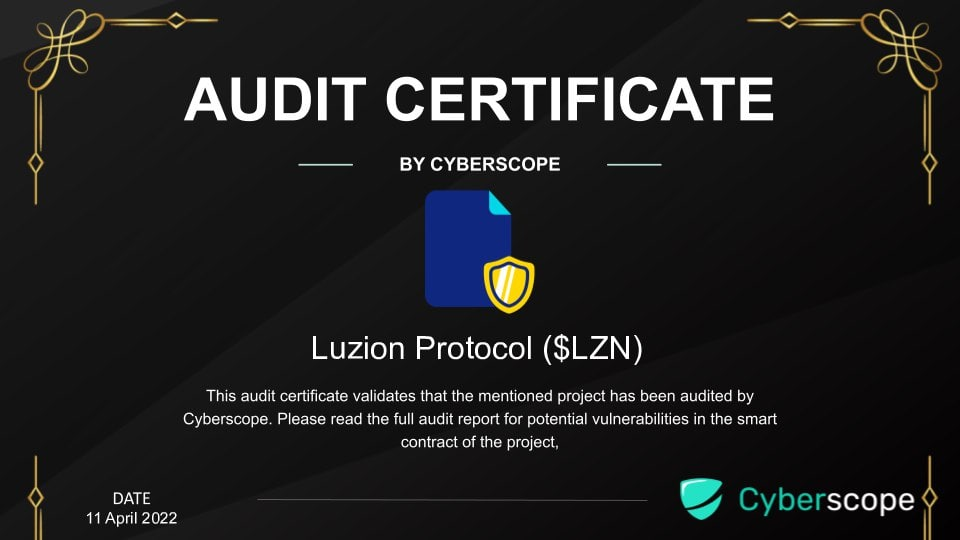 AUDIT CERTIFICATE
BY CYBERSCOPE
Luzion Protocol ($LZN)
This audit certificate validates that the mentioned project has been audited by
Cyberscope. Please read the full audit report for potential vulnerabilities in the smart
contract of the project,
DATE
11 April 2022
Cyberscope